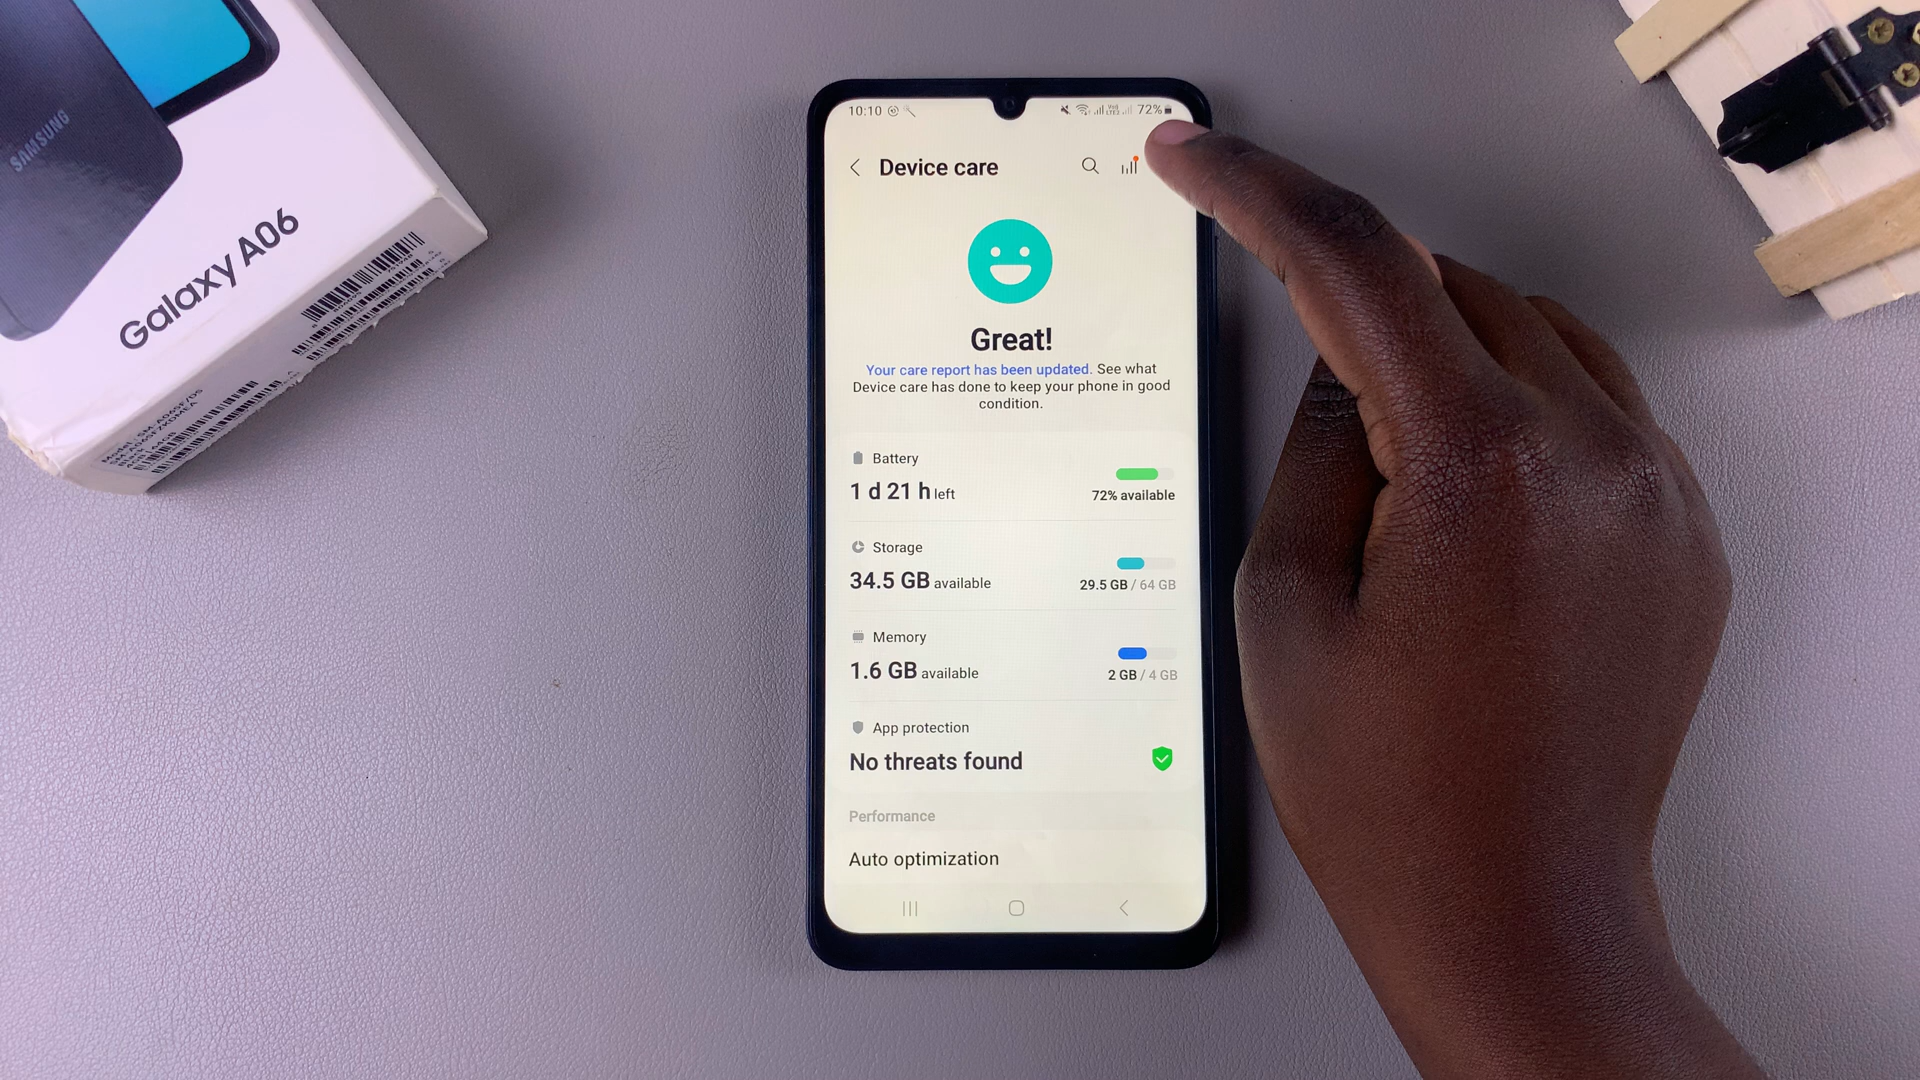 SAMSUNG
Galaxy A06
10:10
72%
Device care
Great!
Your care report has been updated. See what
Device care has done to keep your phone in good
condition.
Battery
1 d 21 h left
72% available
Storage
34.5 GB available
29.5 GB / 64 GB
Memory
1.6 GB available
2 GB / 4 GB
App protection
No threats found
Performance
Auto optimization